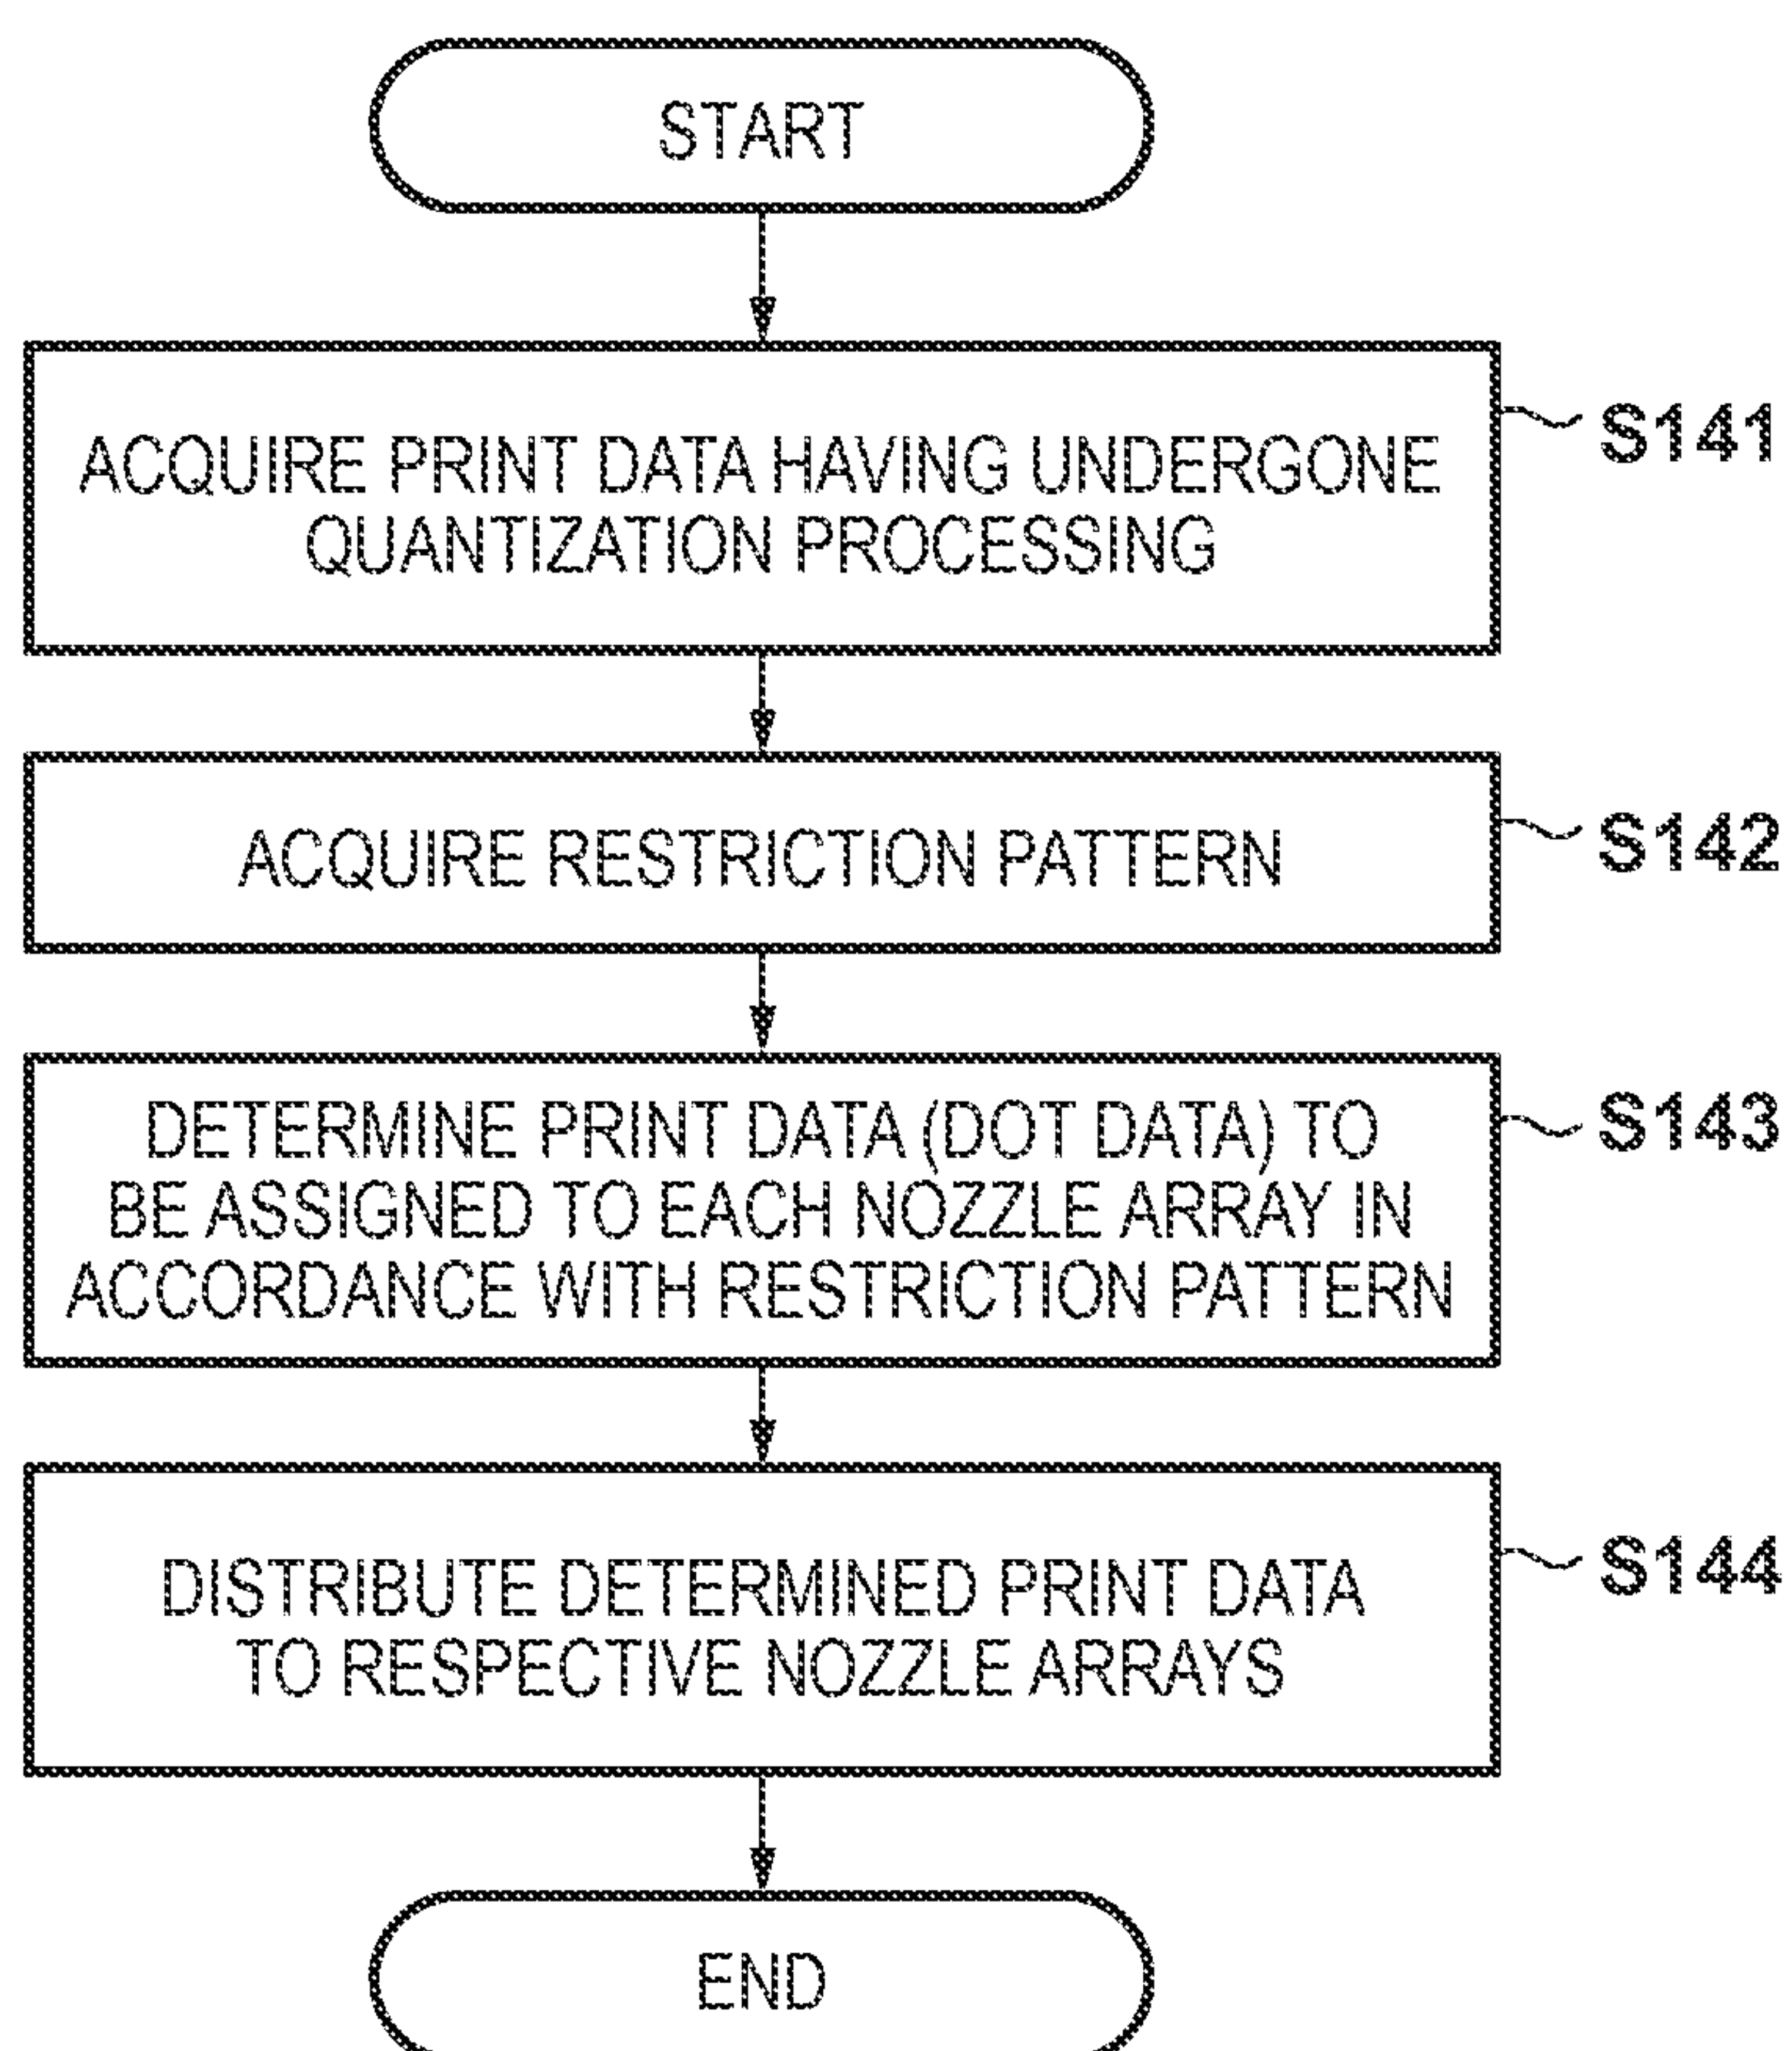 START
ACQUIRE PRINT DATA HAVING UNDERGONE
QUANTIZATION PROCESSING
S141
ACQUIRE RESTRICTION PATTERN
S142
DETERMINE PRINT DATA (DOT DATA) TO
BE ASSIGNED TO EACH NOZZLE ARRAY IN
ACCORDANCE WITH RESTRICTION PATTERN
S143
DISTRIBUTE DETERMINED PRINT DATA
TO RESPECTIVE NOZZLE ARRAYS
S144
END